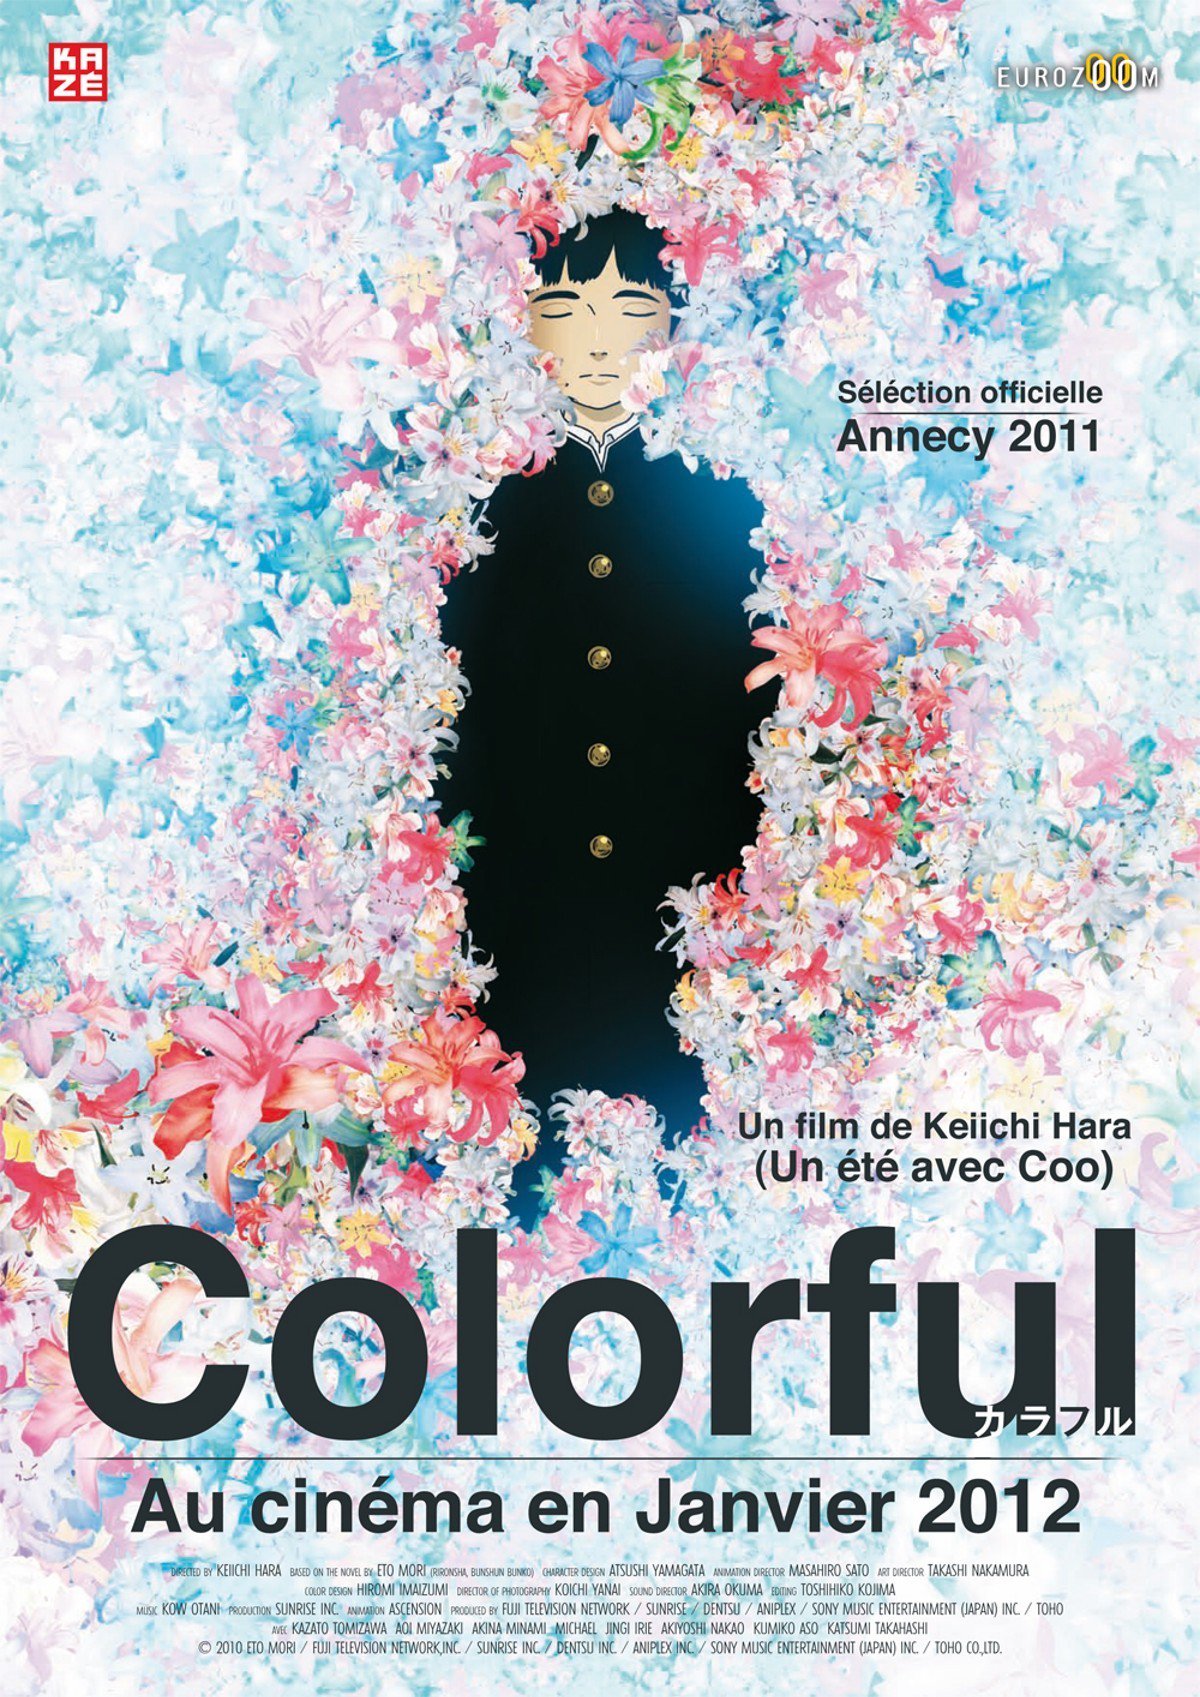 KA
ZÉ
EUROZOOM
Séléction officielle
Annecy 2011
Un film de Keiichi Hara
(Un été avec Coo)
Colorful
カラフル
Au cinéma en Janvier 2012
DIRECTED BY KEIICHI HARA BASED ON THE NOVEL BY ETO MORI (RIRONSHA, BUNSHUN BUNKO) CHARACTER DESIGN ATSUSHI YAMAGATA ANIMATION DIRECTOR MASAHIRO SATO ART DIRECTOR TAKASHI NAKAMURA
COLOR DESIGN HIROMI IMAIZUMI DIRECTOR OF PHOTOGRAPHY KOICHI YANAI SOUND DIRECTOR AKIRA OKUMA EDITING TOSHIHIKO KOJIMA
MUSIC KOW OTANI PRODUCTION SUNRISE INC. ANIMATION ASCENSION PRODUCED BY FUJI TELEVISION NETWORK / SUNRISE / DENTSU / ANIPLEX / SONY MUSIC ENTERTAINMENT (JAPAN) INC. / TOHO
AVEC KAZATO TOMIZAWA AOI MIYAZAKI AKINA MINAMI MICHAEL JINGI IRIE AKIYOSHI NAKAO KUMIKO ASO KATSUMI TAKAHASHI
© 2010 ETO MORI / FUJI TELEVISION NETWORK,INC. / SUNRISE INC. / DENTSU INC. / ANIPLEX INC. / SONY MUSIC ENTERTAINMENT (JAPAN) INC. / TOHO CO.,LTD.